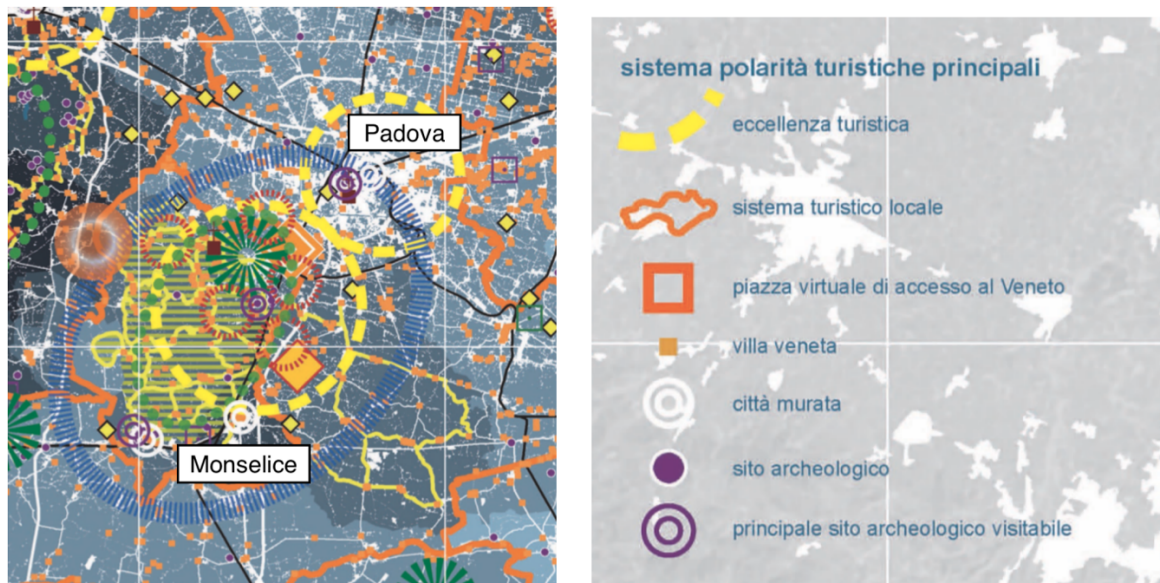 Padova
Monselice
sistema polarità turistiche principali
eccellenza turistica
sistema turistico locale
piazza virtuale di accesso al Veneto
villa veneta
città murata
sito archeologico
principale sito archeologico visitabile